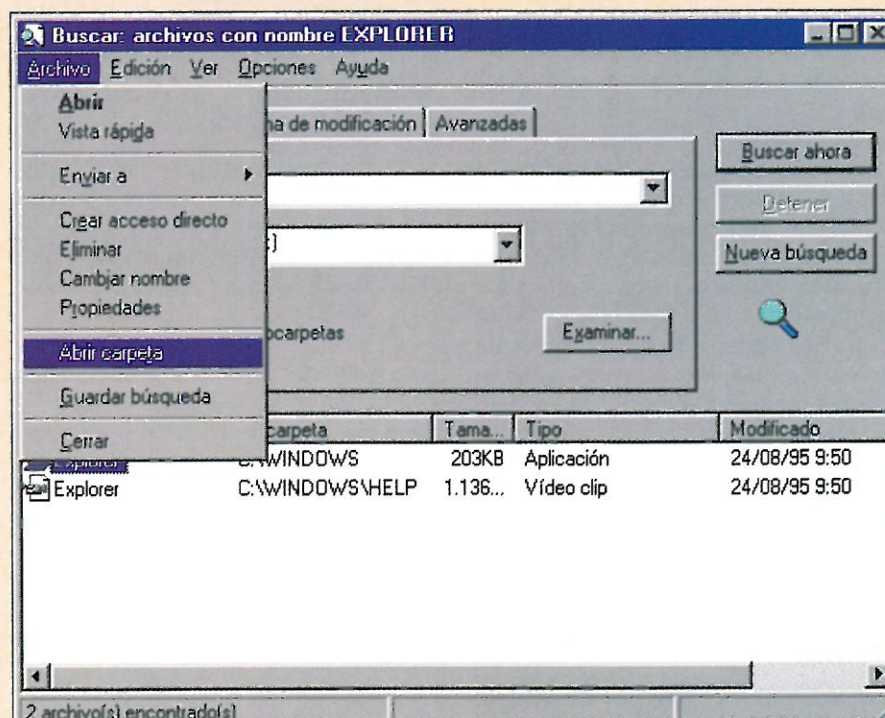 Buscar: archivos con nombre EXPLORER
Archivo Edición Ver Opciones Ayuda
Abrir
Vista rápida
Enviar a
Crear acceso directo
Eliminar
Cambiar nombre
Propiedades
Abrir carpeta
Guardar búsqueda
Cerrar
ha de modificación Avanzadas
:]
ocarpetas
Examinar...
Buscar ahora
Detener
Nueva búsqueda
carpeta Tama... Tipo Modificado
Explorer C:\WINDOWS 203KB Aplicación 24/08/95 9:50
Explorer C:\WINDOWS\HELP 1.136... Vídeo clip 24/08/95 9:50
2 archivo(s) encontrado(s)